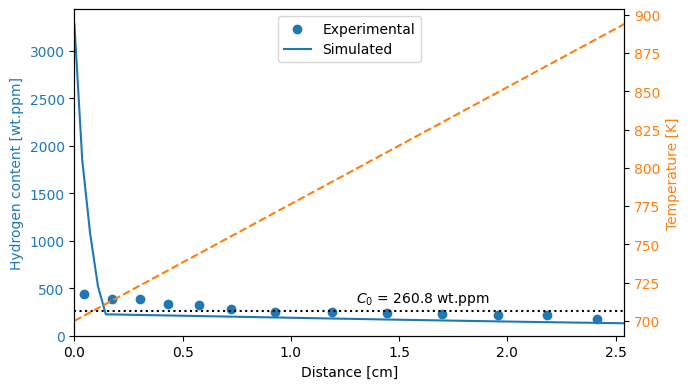 Experimental
Simulated
Hydrogen content [wt.ppm]
3000
2500
2000
1500
1000
500
0
C₀ = 260.8 wt.ppm
900
875
850
825
800
775
750
725
700
Temperature [K]
0.0 0.5 1.0 1.5 2.0 2.5
Distance [cm]